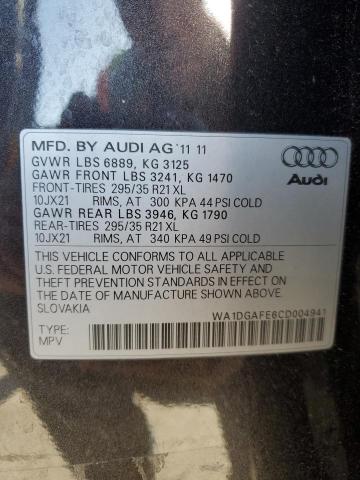 MFD. BY AUDI AG '11 11
GVWR LBS 6889, KG 3125
GAWR FRONT LBS 3241, KG 1470
FRONT-TIRES 295/35 R21 XL
10JX21 RIMS, AT 300 KPA 44 PSI COLD
GAWR REAR LBS 3946, KG 1790
REAR-TIRES 295/35 R21 XL
10JX21 RIMS, AT 340 KPA 49 PSI COLD
Audi
THIS VEHICLE CONFORMS TO ALL APPLICABLE
U.S. FEDERAL MOTOR VEHICLE SAFETY AND
THEFT PREVENTION STANDARDS IN EFFECT ON
THE DATE OF MANUFACTURE SHOWN ABOVE.
SLOVAKIA
WA1DGAFE6CD004941
TYPE:
MPV